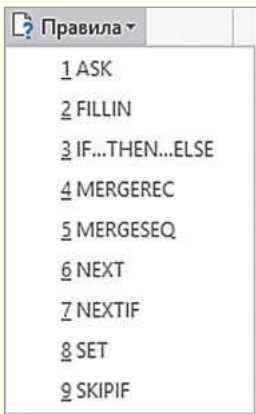 Правила
1 ASK
2 FILLIN
3 IF...THEN...ELSE
4 MERGEREC
5 MERGESEQ
6 NEXT
7 NEXTIF
8 SET
9 SKIPIF